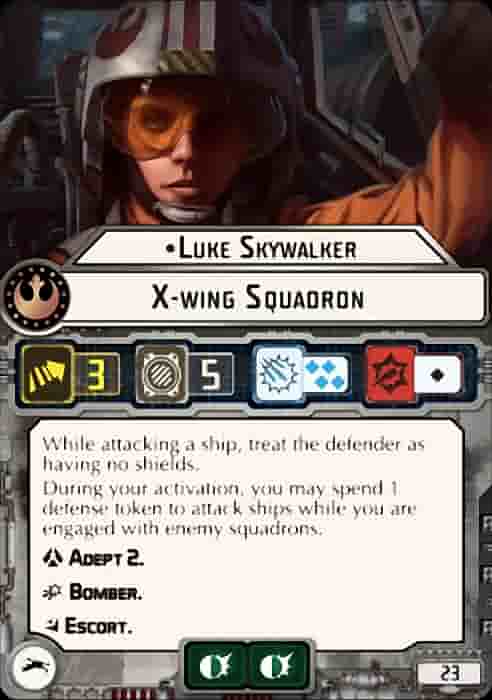 •Luke Skywalker
X-wing Squadron
3 5
While attacking a ship, treat the defender as
having no shields.
During your activation, you may spend 1
defense token to attack ships while you are
engaged with enemy squadrons.
Adept 2.
Bomber.
Escort.
23